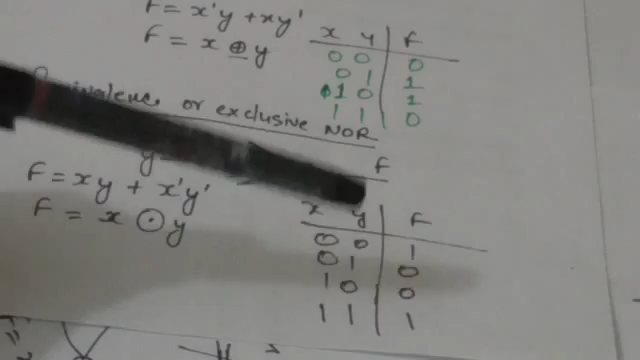 F = x'y + xy'
F = x ⊕ y
x y | F
0 0 | 0
0 1 | 1
1 0 | 1
1 1 | 0
or exclusive NOR
y
F
F = xy + x'y'
F = x ⊙ y
x y | F
0 0 | 1
0 1 | 0
1 0 | 0
1 1 | 1